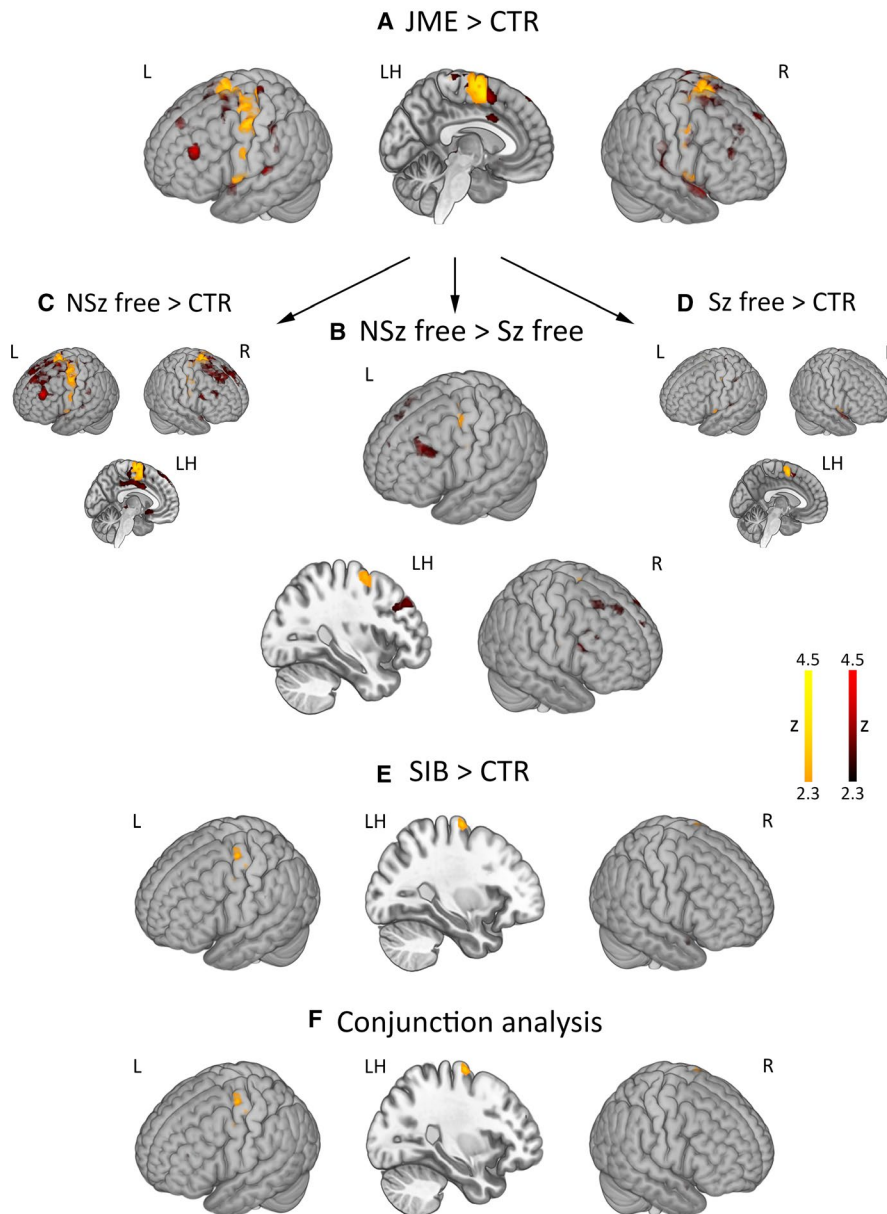 A JME > CTR
L
LH
R
C NSz free > CTR
L
R
LH
B NSz free > Sz free
L
LH
R
D Sz free > CTR
L
LH
4.5
4.5
z
z
2.3
2.3
E SIB > CTR
L
LH
R
F Conjunction analysis
L
LH
R